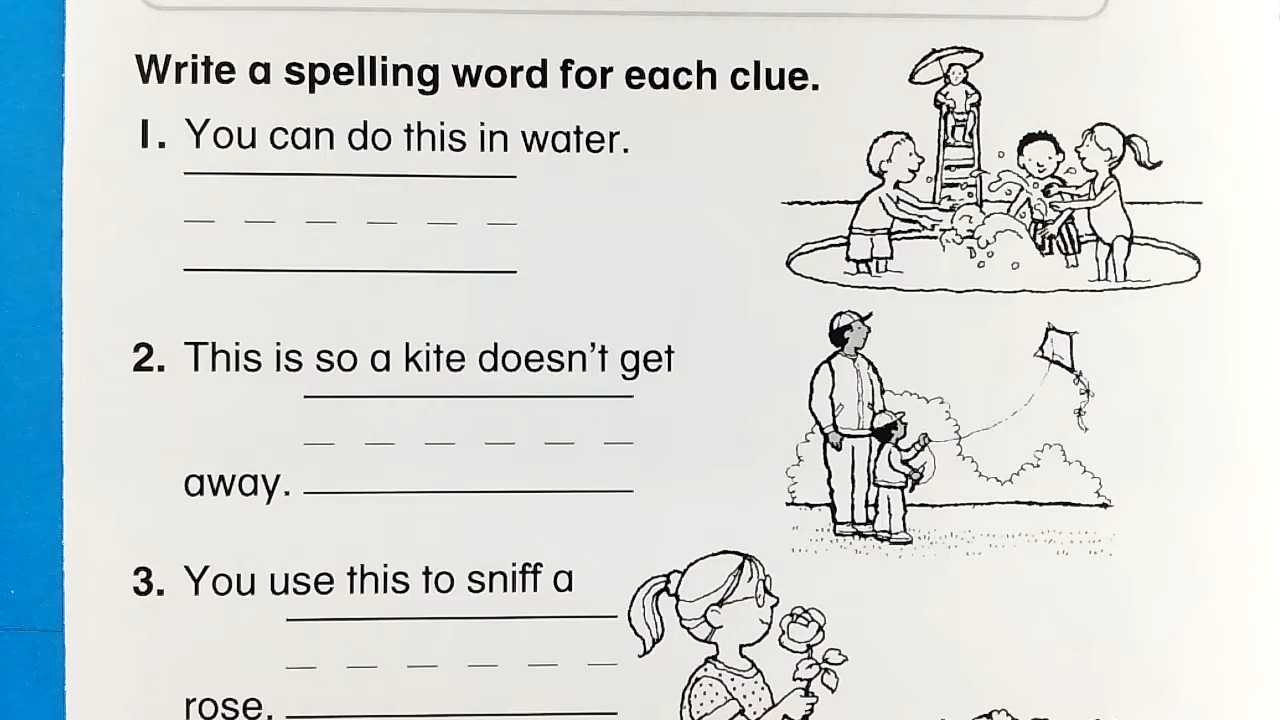 Write a spelling word for each clue.
1. You can do this in water.
2. This is so a kite doesn't get
away.
3. You use this to sniff a
rose.